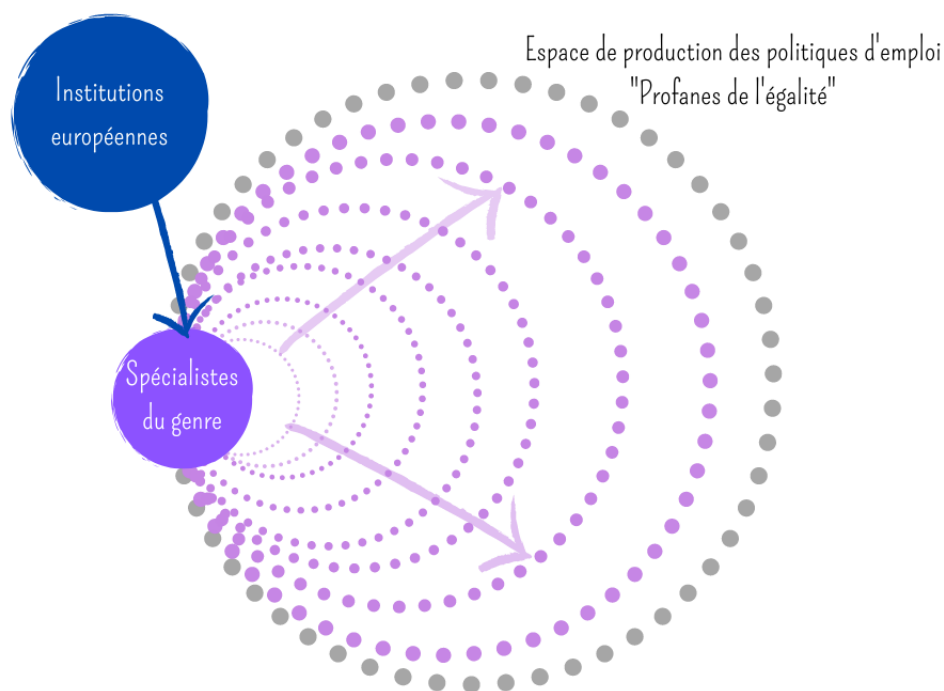 Institutions
européennes
Espace de production des politiques d'emploi
"Profanes de l'égalité"
Spécialistes
du genre